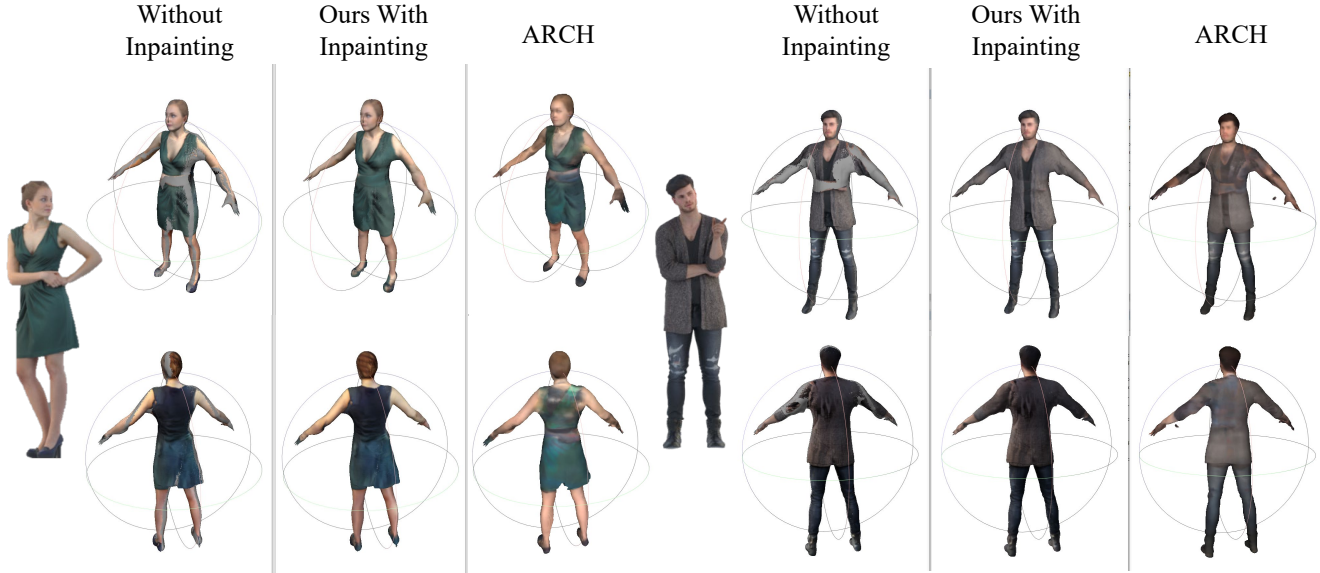 Without
Inpainting
Ours With
Inpainting
ARCH
Without
Inpainting
Ours With
Inpainting
ARCH